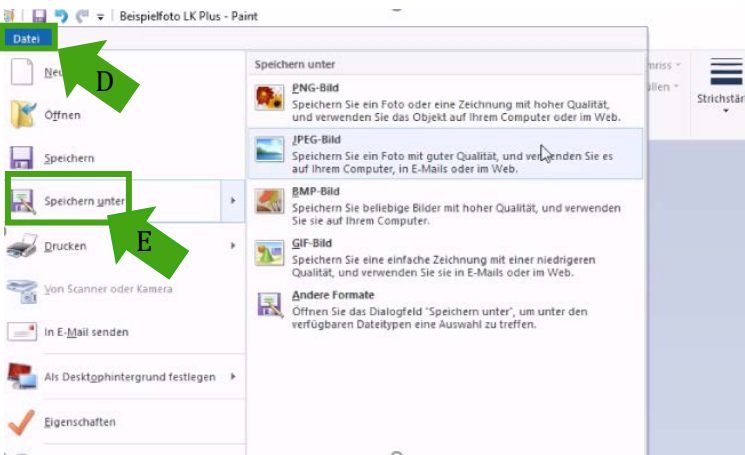 Beispielfoto LK Plus - Paint
Datei
D
Neu
Öffnen
Speichern
Speichern unter
E
Drucken
Von Scanner oder Kamera
In E-Mail senden
Als Desktophintergrund festlegen
Eigenschaften
Speichern unter
PNG-Bild
Speichern Sie ein Foto oder eine Zeichnung mit hoher Qualität,
und verwenden Sie das Objekt auf Ihrem Computer oder im Web.
JPEG-Bild
Speichern Sie ein Foto mit guter Qualität, und verwenden Sie es
auf Ihrem Computer, in E-Mails oder im Web.
BMP-Bild
Speichern Sie beliebige Bilder mit hoher Qualität, und verwenden
Sie sie auf Ihrem Computer.
GIF-Bild
Speichern Sie eine einfache Zeichnung mit einer niedrigeren
Qualität, und verwenden Sie sie in E-Mails oder im Web.
Andere Formate
Öffnen Sie das Dialogfeld "Speichern unter", um unter den
verfügbaren Dateitypen eine Auswahl zu treffen.
mriss
üllen
Strichstär